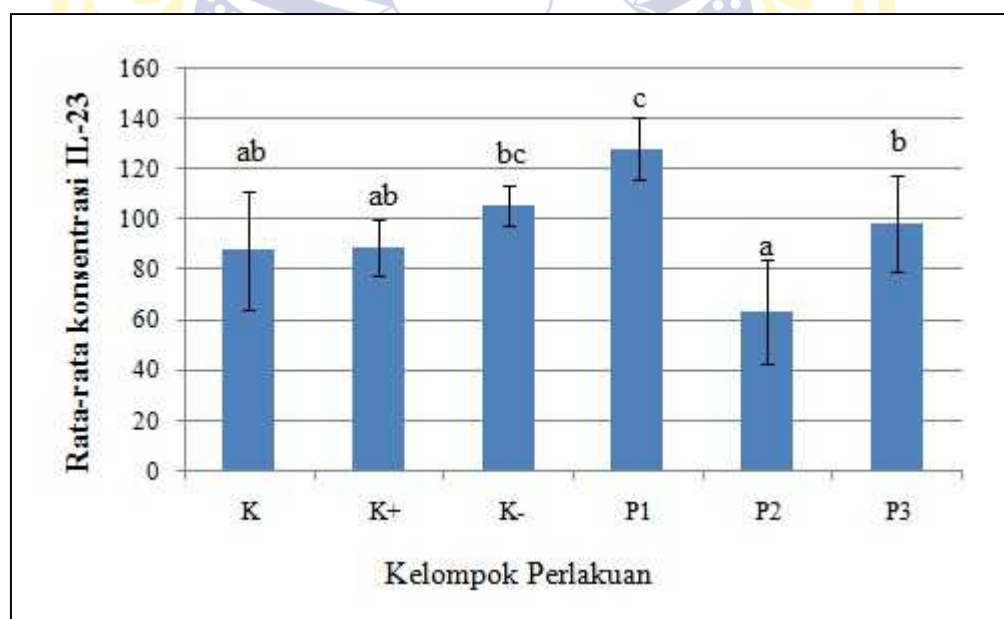 Rata-rata konsentrasi IL-23
160
140
120
100
80
60
40
20
0
ab
ab
bc
c
a
b
K
K+
K-
P1
P2
P3
Kelompok Perlakuan